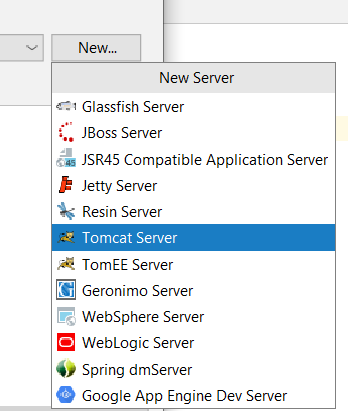 New...
New Server
Glassfish Server
JBoss Server
JSR45 Compatible Application Server
Jetty Server
Resin Server
Tomcat Server
TomEE Server
Geronimo Server
WebSphere Server
WebLogic Server
Spring dmServer
Google App Engine Dev Server